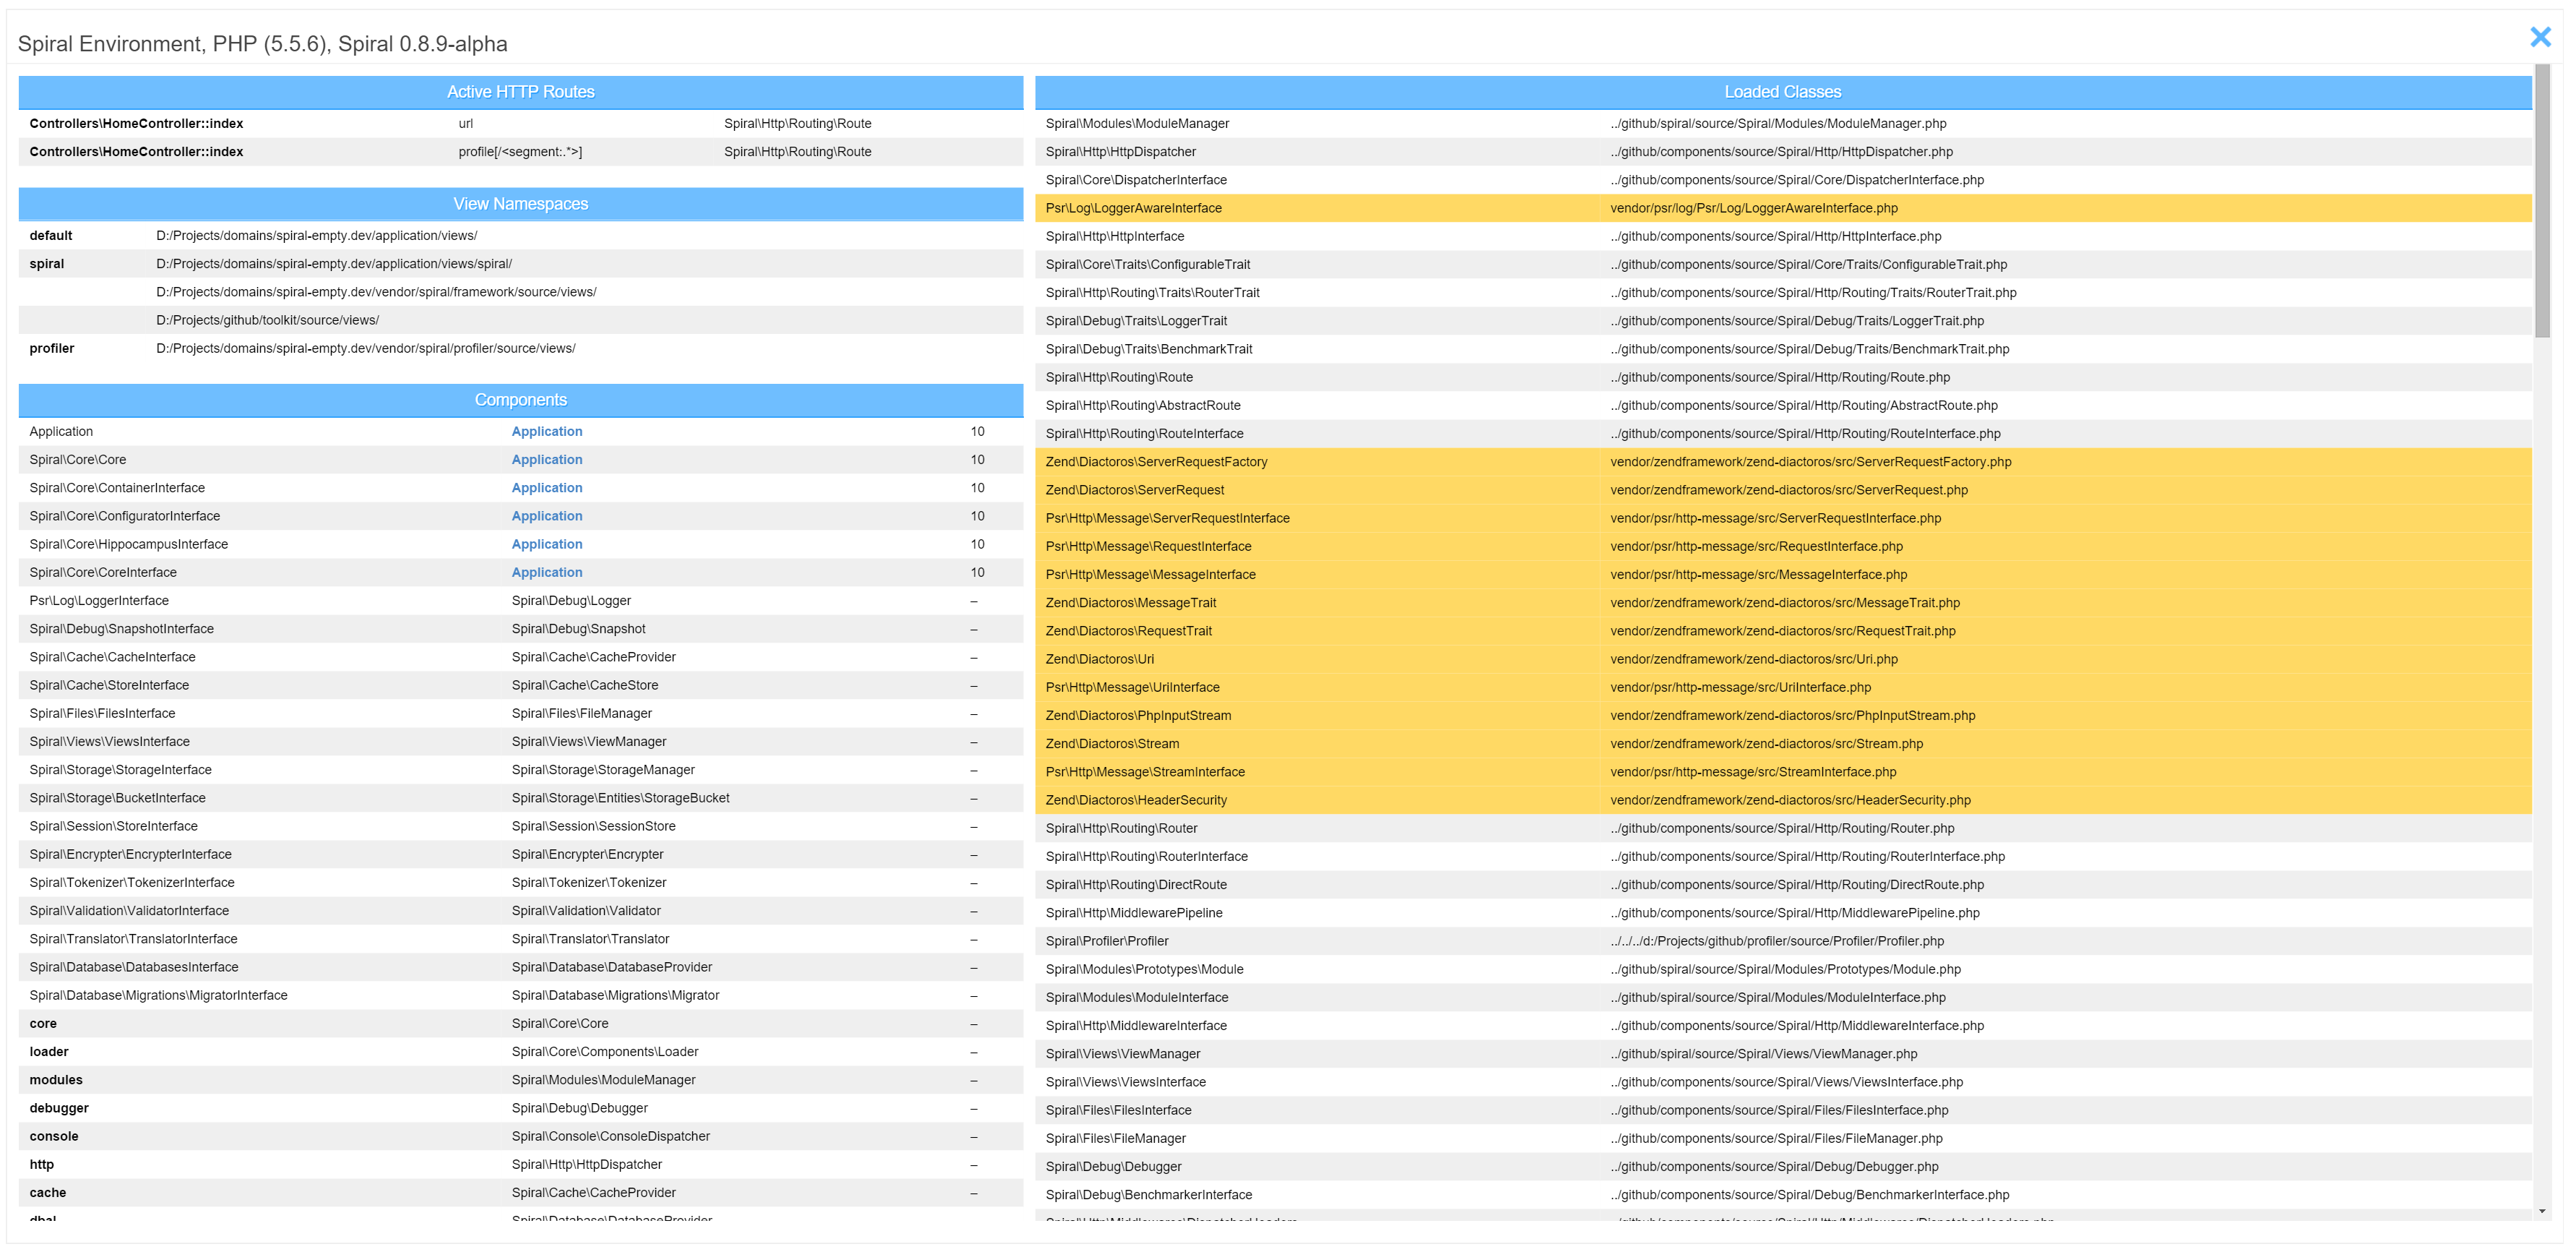 Spiral Environment, PHP (5.5.6), Spiral 0.8.9-alpha
Active HTTP Routes
Controllers\HomeController::index url Spiral\Http\Routing\Route
Controllers\HomeController::index profile[/<segment:.*>] Spiral\Http\Routing\Route
View Namespaces
default D:/Projects/domains/spiral-empty.dev/application/views/
spiral D:/Projects/domains/spiral-empty.dev/application/views/spiral/
D:/Projects/domains/spiral-empty.dev/vendor/spiral/framework/source/views/
D:/Projects/github/toolkit/source/views/
profiler D:/Projects/domains/spiral-empty.dev/vendor/spiral/profiler/source/views/
Components
Application Application 10
Spiral\Core\Core Application 10
Spiral\Core\ContainerInterface Application 10
Spiral\Core\ConfiguratorInterface Application 10
Spiral\Core\HippocampusInterface Application 10
Spiral\Core\CoreInterface Application 10
Psr\Log\LoggerInterface Spiral\Debug\Logger –
Spiral\Debug\SnapshotInterface Spiral\Debug\Snapshot –
Spiral\Cache\CacheInterface Spiral\Cache\CacheProvider –
Spiral\Cache\StoreInterface Spiral\Cache\CacheStore –
Spiral\Files\FilesInterface Spiral\Files\FileManager –
Spiral\Views\ViewsInterface Spiral\Views\ViewManager –
Spiral\Storage\StorageInterface Spiral\Storage\StorageManager –
Spiral\Storage\BucketInterface Spiral\Storage\Entities\StorageBucket –
Spiral\Session\StoreInterface Spiral\Session\SessionStore –
Spiral\Encrypter\EncrypterInterface Spiral\Encrypter\Encrypter –
Spiral\Tokenizer\TokenizerInterface Spiral\Tokenizer\Tokenizer –
Spiral\Validation\ValidatorInterface Spiral\Validation\Validator –
Spiral\Translator\TranslatorInterface Spiral\Translator\Translator –
Spiral\Database\DatabasesInterface Spiral\Database\DatabaseProvider –
Spiral\Database\Migrations\MigratorInterface Spiral\Database\Migrations\Migrator –
core Spiral\Core\Core –
loader Spiral\Core\Components\Loader –
modules Spiral\Modules\ModuleManager –
debugger Spiral\Debug\Debugger –
console Spiral\Console\ConsoleDispatcher –
http Spiral\Http\HttpDispatcher –
cache Spiral\Cache\CacheProvider –
dbal Spiral\Database\DatabaseProvider
Loaded Classes
Spiral\Modules\ModuleManager ../github/spiral/source/Spiral/Modules/ModuleManager.php
Spiral\Http\HttpDispatcher ../github/components/source/Spiral/Http/HttpDispatcher.php
Spiral\Core\DispatcherInterface ../github/components/source/Spiral/Core/DispatcherInterface.php
Psr\Log\LoggerAwareInterface vendor/psr/log/Psr/Log/LoggerAwareInterface.php
Spiral\Http\HttpInterface ../github/components/source/Spiral/Http/HttpInterface.php
Spiral\Core\Traits\ConfigurableTrait ../github/components/source/Spiral/Core/Traits/ConfigurableTrait.php
Spiral\Http\Routing\Traits\RouterTrait ../github/components/source/Spiral/Http/Routing/Traits/RouterTrait.php
Spiral\Debug\Traits\LoggerTrait ../github/components/source/Spiral/Debug/Traits/LoggerTrait.php
Spiral\Debug\Traits\BenchmarkTrait ../github/components/source/Spiral/Debug/Traits/BenchmarkTrait.php
Spiral\Http\Routing\Route ../github/components/source/Spiral/Http/Routing/Route.php
Spiral\Http\Routing\AbstractRoute ../github/components/source/Spiral/Http/Routing/AbstractRoute.php
Spiral\Http\Routing\RouteInterface ../github/components/source/Spiral/Http/Routing/RouteInterface.php
Zend\Diactoros\ServerRequestFactory vendor/zendframework/zend-diactoros/src/ServerRequestFactory.php
Zend\Diactoros\ServerRequest vendor/zendframework/zend-diactoros/src/ServerRequest.php
Psr\Http\Message\ServerRequestInterface vendor/psr/http-message/src/ServerRequestInterface.php
Psr\Http\Message\RequestInterface vendor/psr/http-message/src/RequestInterface.php
Psr\Http\Message\MessageInterface vendor/psr/http-message/src/MessageInterface.php
Zend\Diactoros\MessageTrait vendor/zendframework/zend-diactoros/src/MessageTrait.php
Zend\Diactoros\RequestTrait vendor/zendframework/zend-diactoros/src/RequestTrait.php
Zend\Diactoros\Uri vendor/zendframework/zend-diactoros/src/Uri.php
Psr\Http\Message\UriInterface vendor/psr/http-message/src/UriInterface.php
Zend\Diactoros\PhpInputStream vendor/zendframework/zend-diactoros/src/PhpInputStream.php
Zend\Diactoros\Stream vendor/zendframework/zend-diactoros/src/Stream.php
Psr\Http\Message\StreamInterface vendor/psr/http-message/src/StreamInterface.php
Zend\Diactoros\HeaderSecurity vendor/zendframework/zend-diactoros/src/HeaderSecurity.php
Spiral\Http\Routing\Router ../github/components/source/Spiral/Http/Routing/Router.php
Spiral\Http\Routing\RouterInterface ../github/components/source/Spiral/Http/Routing/RouterInterface.php
Spiral\Http\Routing\DirectRoute ../github/components/source/Spiral/Http/Routing/DirectRoute.php
Spiral\Http\MiddlewarePipeline ../github/components/source/Spiral/Http/MiddlewarePipeline.php
Spiral\Profiler\Profiler ../../../d:/Projects/github/profiler/source/Profiler/Profiler.php
Spiral\Modules\Prototypes\Module ../github/spiral/source/Spiral/Modules/Prototypes/Module.php
Spiral\Modules\ModuleInterface ../github/spiral/source/Spiral/Modules/ModuleInterface.php
Spiral\Http\MiddlewareInterface ../github/components/source/Spiral/Http/MiddlewareInterface.php
Spiral\Views\ViewManager ../github/spiral/source/Spiral/Views/ViewManager.php
Spiral\Views\ViewsInterface ../github/components/source/Spiral/Views/ViewsInterface.php
Spiral\Files\FilesInterface ../github/components/source/Spiral/Files/FilesInterface.php
Spiral\Files\FileManager ../github/components/source/Spiral/Files/FileManager.php
Spiral\Debug\Debugger ../github/components/source/Spiral/Debug/Debugger.php
Spiral\Debug\BenchmarkerInterface ../github/components/source/Spiral/Debug/BenchmarkerInterface.php